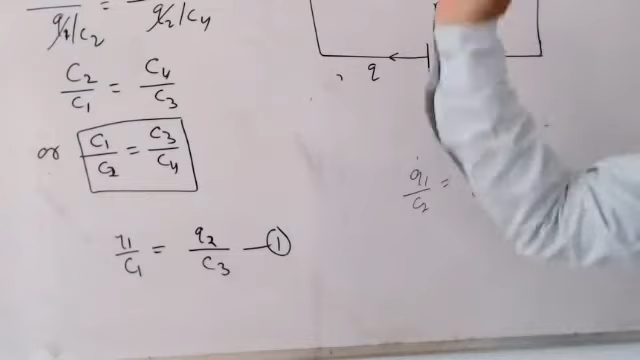 q₁/C₂ = q₂/C₄
C₂/C₁ = C₄/C₃
or C₁/C₂ = C₃/C₄
q₁/C₁ = q₂/C₃ —①
q
q₁/C₂ =